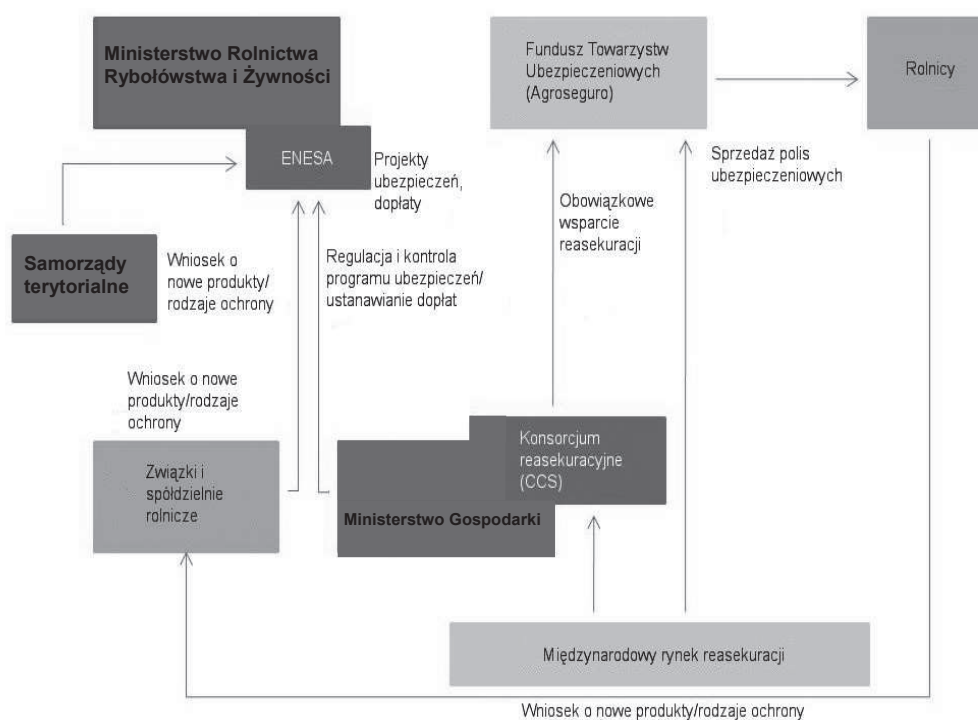 Ministerstwo Rolnictwa
Rybołówstwa i Żywności
ENESA
Projekty
ubezpieczeń,
dopłaty
Fundusz Towarzystw
Ubezpieczeniowych
(Agroseguro)
Rolnicy
Sprzedaż polis
ubezpieczeniowych
Obowiązkowe
wsparcie
reasekuracji
Samorządy
terytorialne
Wniosek o
nowe produkty/
rodzaje ochrony
Regulacja i kontrola
programu ubezpieczeń/
ustanawianie dopłat
Wniosek o nowe
produkty/rodzaje
ochrony
Związki i
spółdzielnie
rolnicze
Konsorcjum
reasekuracyjne
(CCS)
Ministerstwo Gospodarki
Międzynarodowy rynek reasekuracji
Wniosek o nowe produkty/rodzaje ochrony